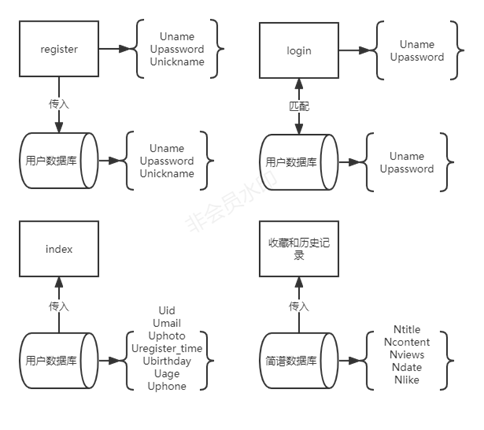 register
Uname
Upassword
Unickname
传入
用户数据库
Uname
Upassword
Unickname
login
Uname
Upassword
匹配
用户数据库
Uname
Upassword
非会员水印
index
传入
用户数据库
Uid
Umail
Uphoto
Uregister_time
Ubirthday
Uage
Uphone
收藏和历史记
录
传入
简谱数据库
Ntitle
Ncontent
Nviews
Ndate
Nlike